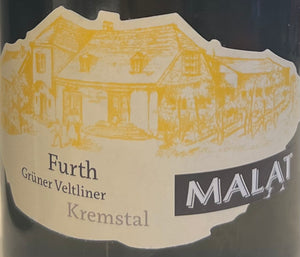 Furth
Grüner Veltliner
Kremstal
MALAT